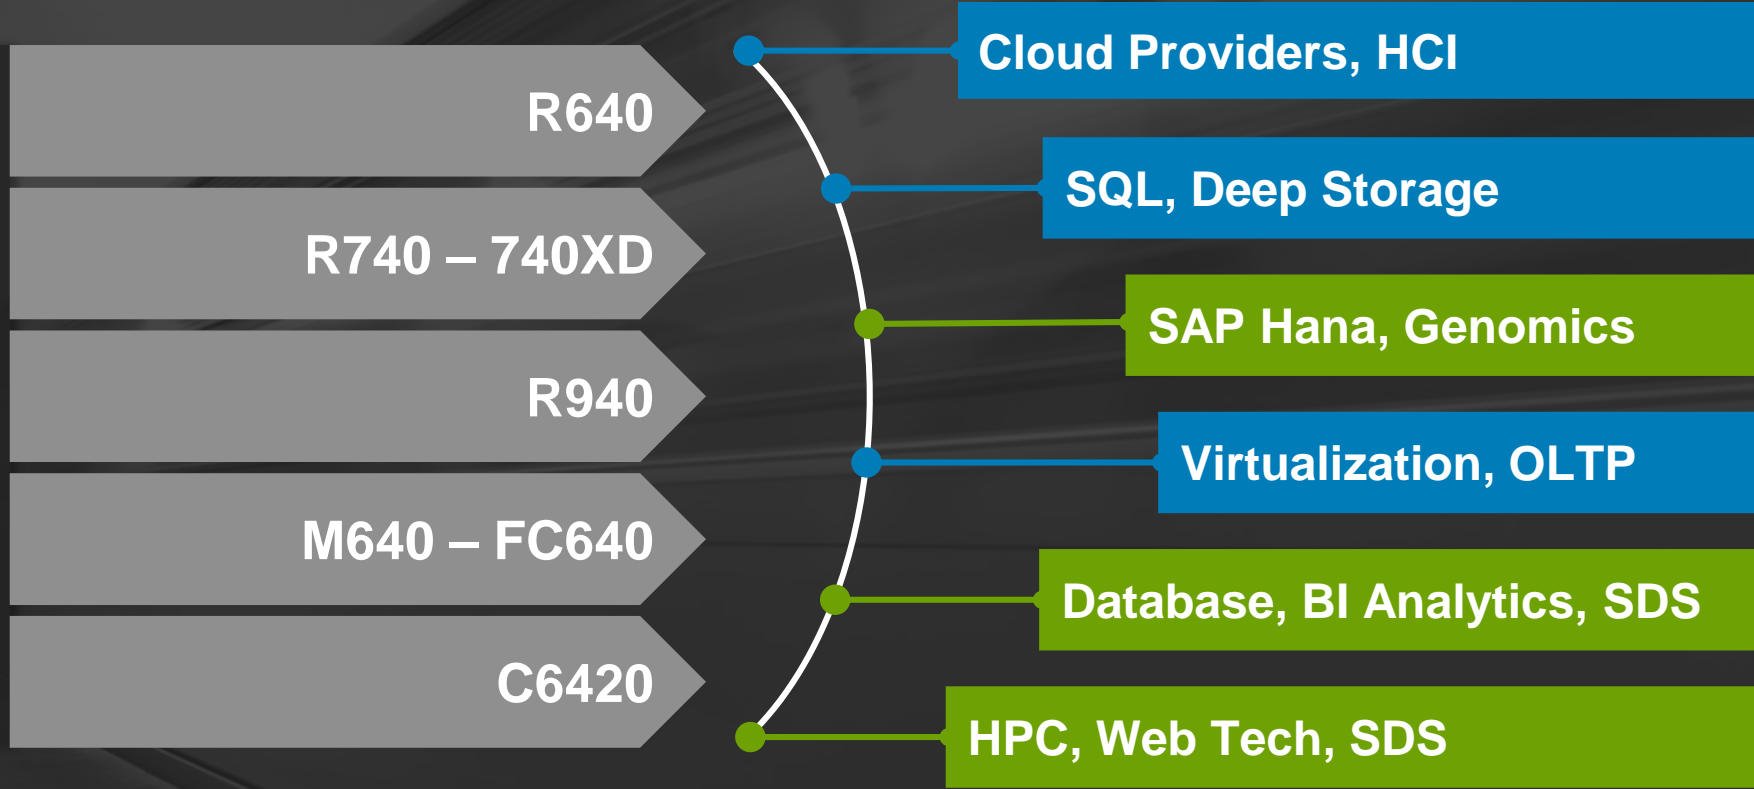 R640
R740 – 740XD
R940
M640 – FC640
C6420
Cloud Providers, HCI
SQL, Deep Storage
SAP Hana, Genomics
Virtualization, OLTP
Database, BI Analytics, SDS
HPC, Web Tech, SDS